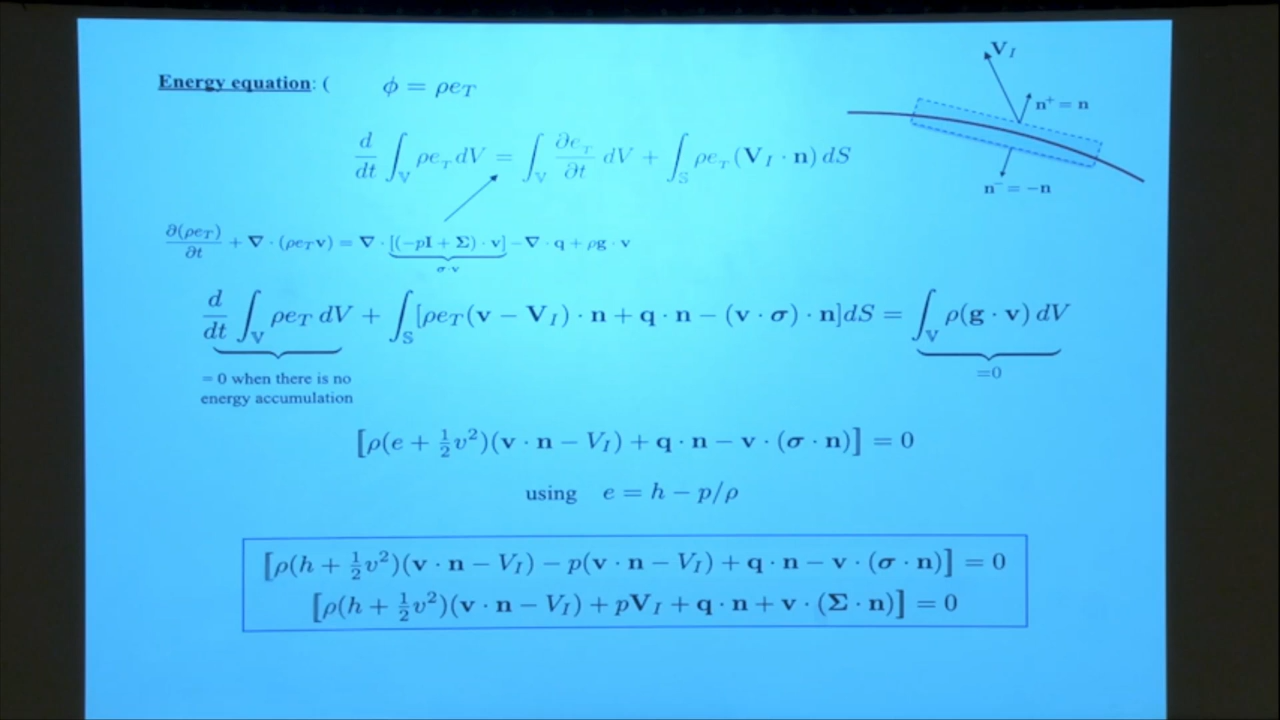 Energy equation: ( φ = ρe_T
V_I
n⁺ = n
n⁻ = −n
d/dt ∫_V ρe_T dV = ∫_V ∂e_T/∂t dV + ∫_S ρe_T (V_I · n) dS
∂(ρe_T)/∂t + ∇ · (ρe_T v) = ∇ · [(−pI + Σ) · v] − ∇ · q + ρg · v
σ·v
d/dt ∫_V ρe_T dV + ∫_S [ρe_T(v − V_I) · n + q · n − (v · σ) · n]dS = ∫_V ρ(g · v) dV
= 0 when there is no
energy accumulation
=0
[ρ(e + ½v²)(v · n − V_I) + q · n − v · (σ · n)] = 0
using e = h − p/ρ
[ρ(h + ½v²)(v · n − V_I) − p(v · n − V_I) + q · n − v · (σ · n)] = 0
[ρ(h + ½v²)(v · n − V_I) + pV_I + q · n + v · (Σ · n)] = 0